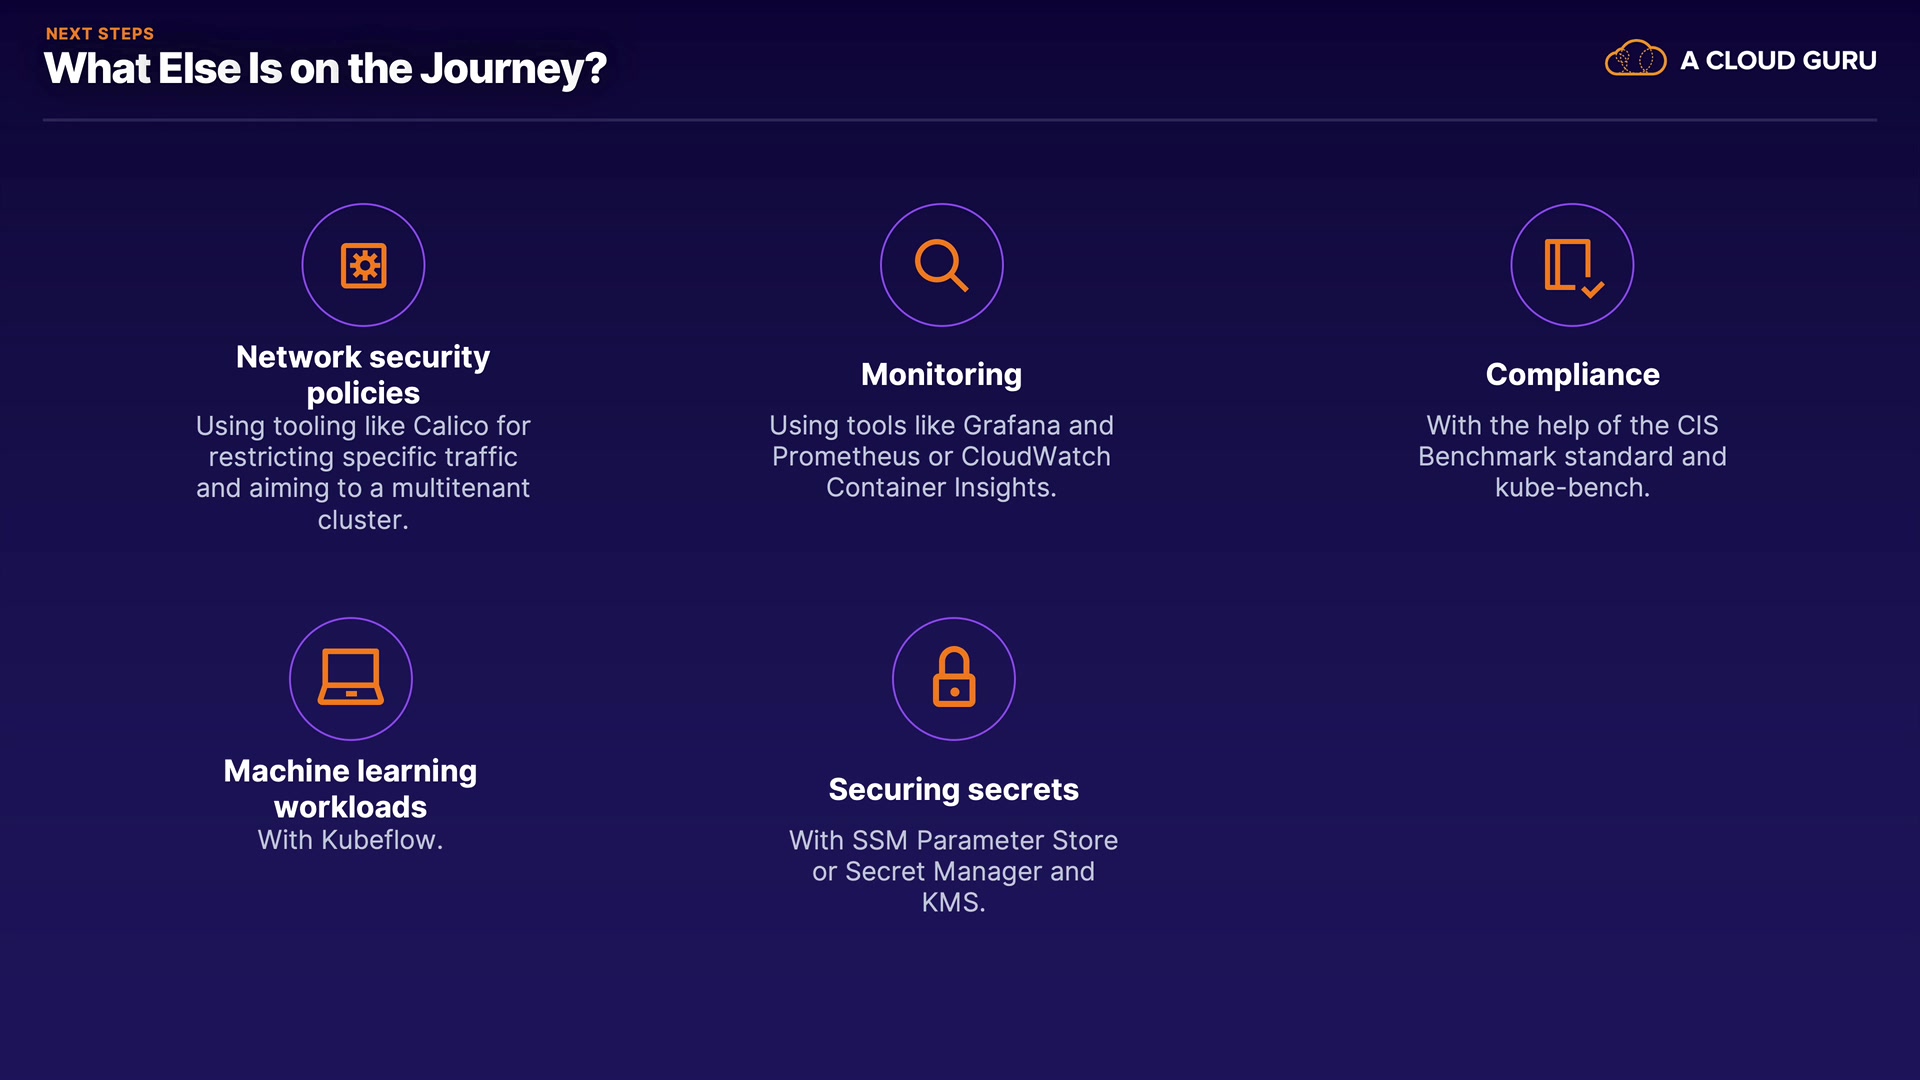 NEXT STEPS
What Else Is on the Journey?
A CLOUD GURU
Network security
policies
Using tooling like Calico for
restricting specific traffic
and aiming to a multitenant
cluster.
Monitoring
Using tools like Grafana and
Prometheus or CloudWatch
Container Insights.
Compliance
With the help of the CIS
Benchmark standard and
kube-bench.
Machine learning
workloads
With Kubeflow.
Securing secrets
With SSM Parameter Store
or Secret Manager and
KMS.